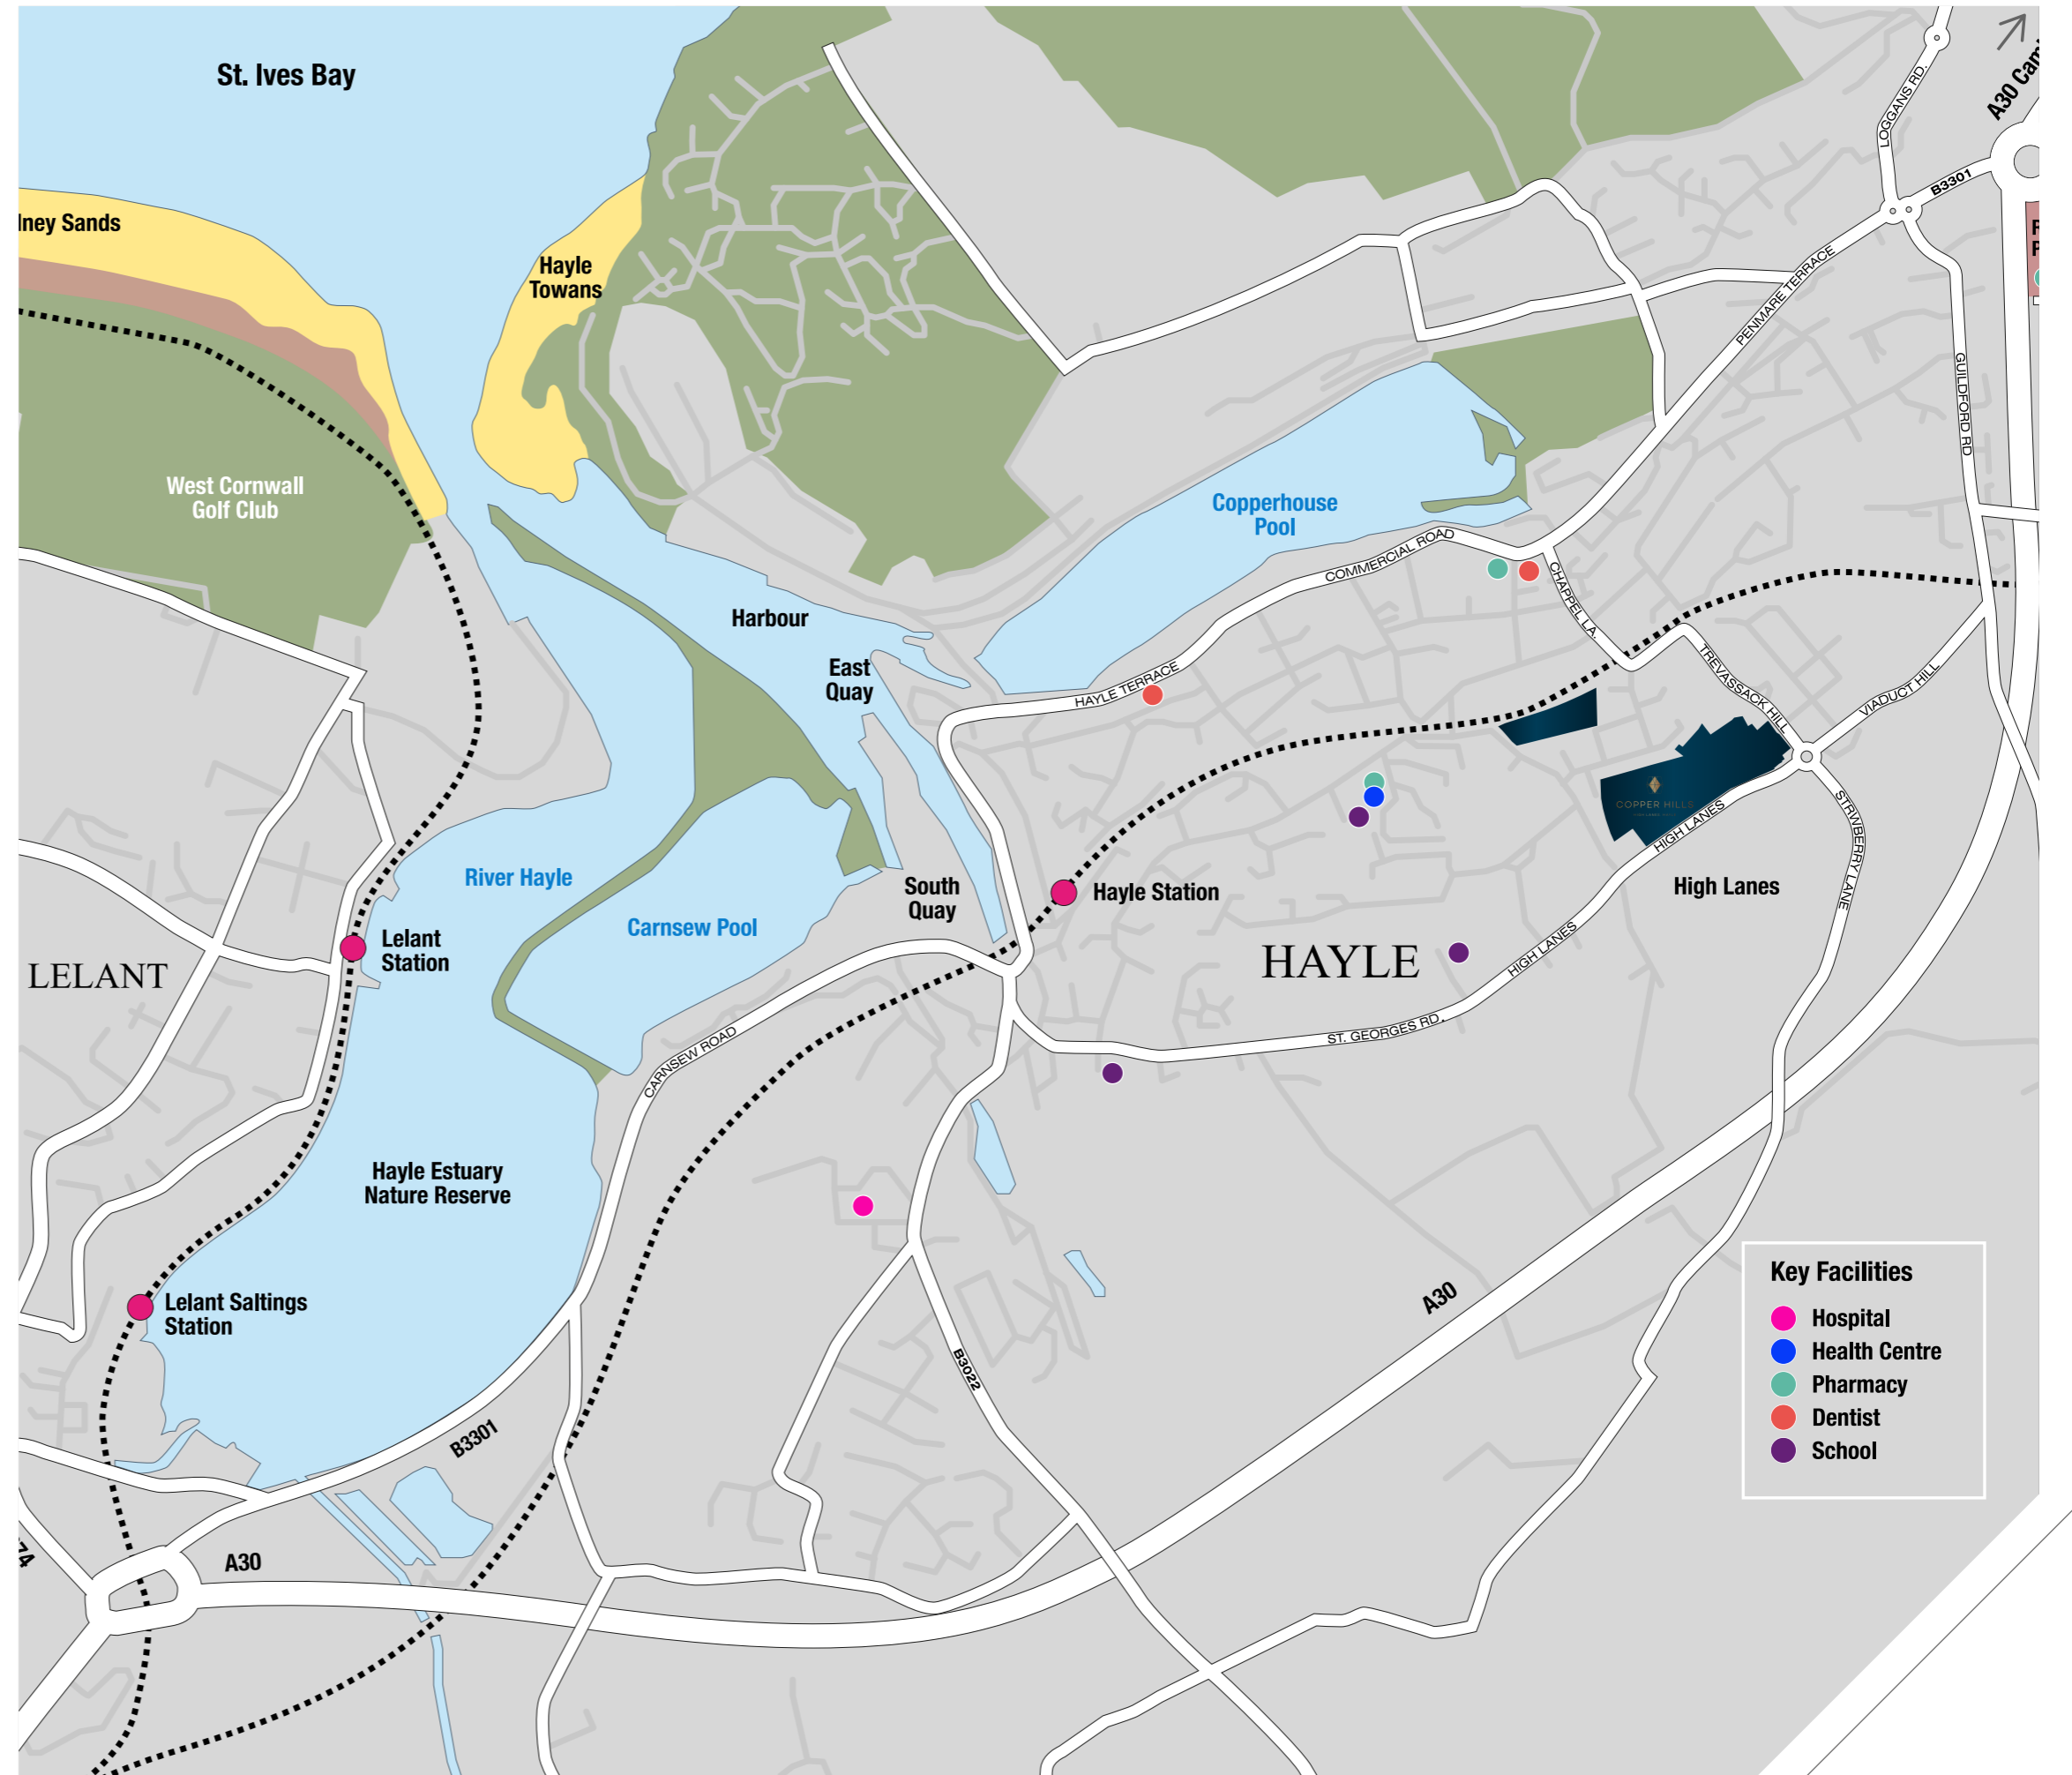 St. Ives Bay
lney Sands
Hayle
Towans
West Cornwall
Golf Club
LOGGANS RD.
B3301
PENMARE TERRACE
GUILDFORD RD
Copperhouse
Pool
COMMERCIAL ROAD
CHAPPEL LA.
Harbour
East
Quay
HAYLE TERRACE
TREVASSACK HILL
VIADUCT HILL
COPPER HILLS
HIGH LANES
STRWBERRY LANE
River Hayle
Carnsew Pool
South
Quay
Hayle Station
High Lanes
Lelant
Station
LELANT
HAYLE
HIGH LANES
ST. GEORGES RD.
CARNSEW ROAD
Hayle Estuary
Nature Reserve
Lelant Saltings
Station
A30
B3022
B3301
A30
Key Facilities
Hospital
Health Centre
Pharmacy
Dentist
School